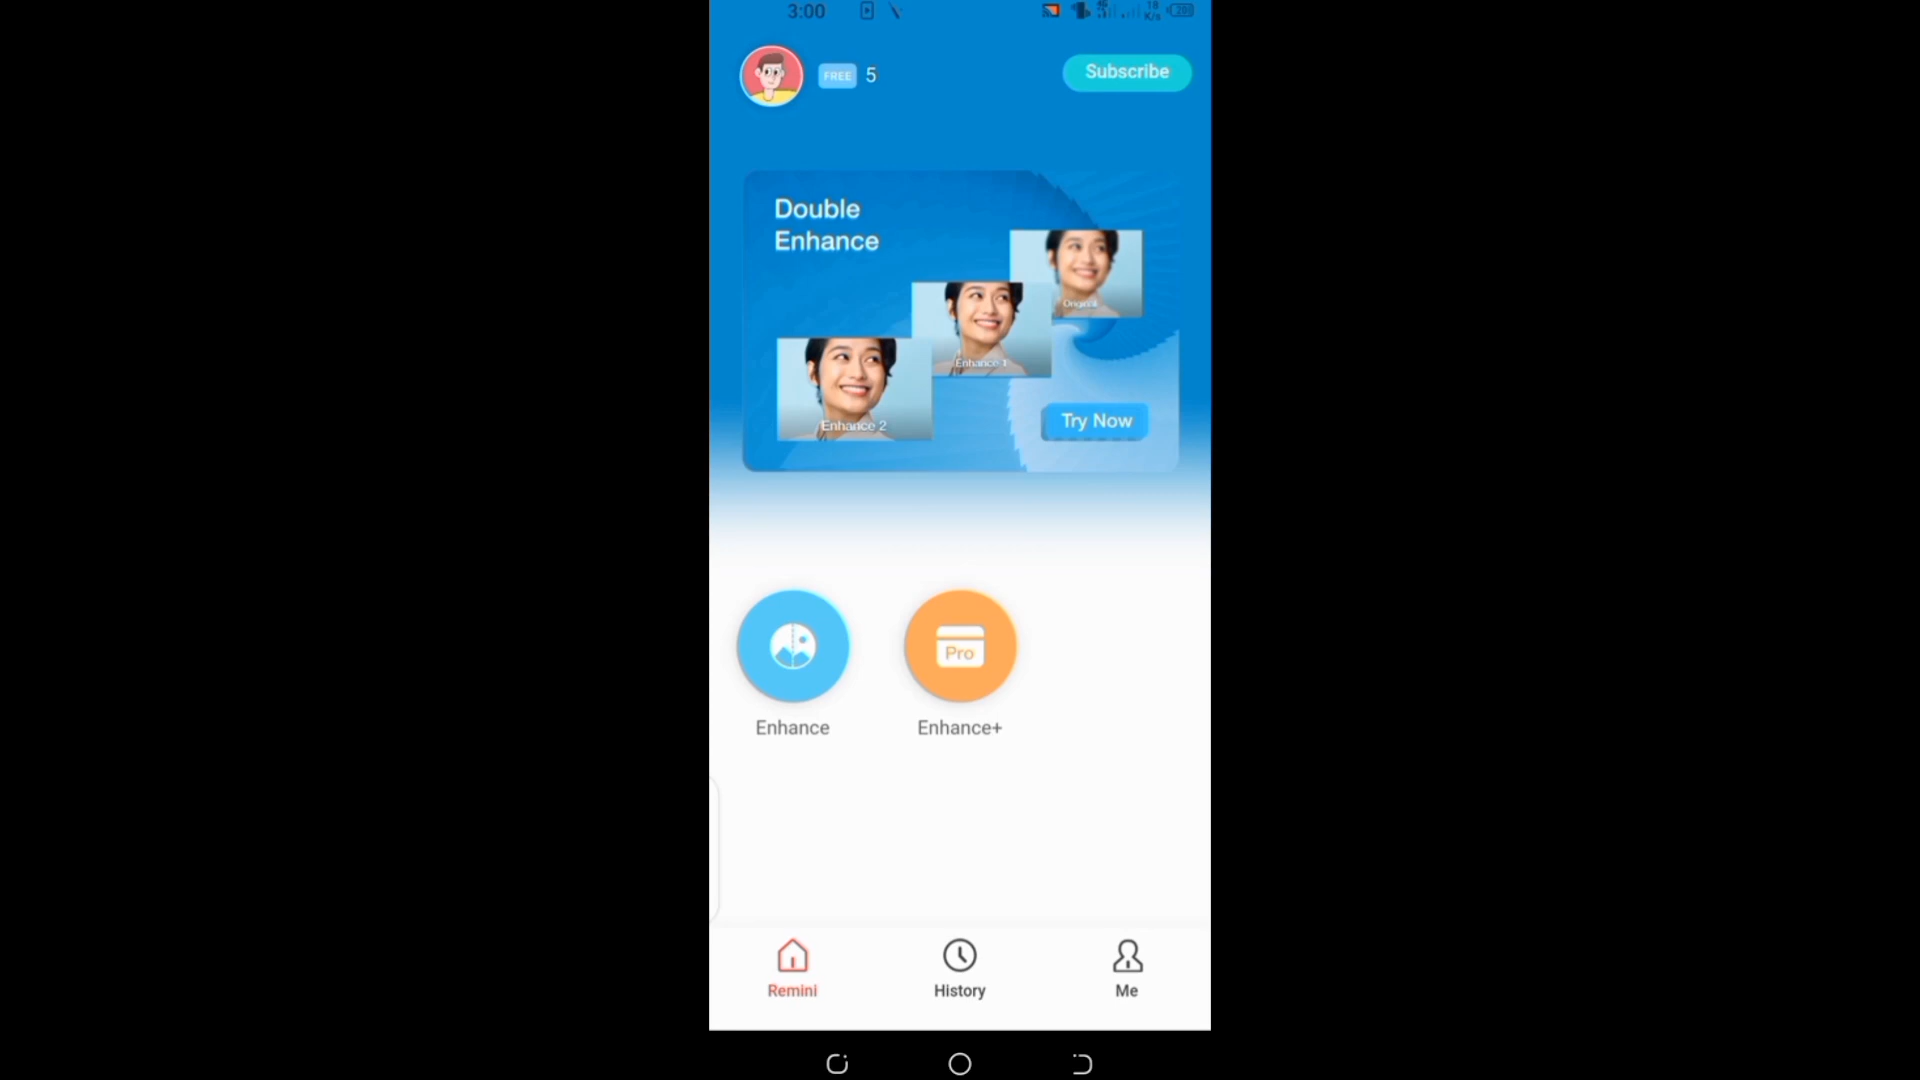 3:00
18
K/s
FREE 5
Subscribe
Double
Enhance
Original
Enhance 1
Enhance 2
Try Now
Pro
Enhance
Enhance+
Remini
History
Me